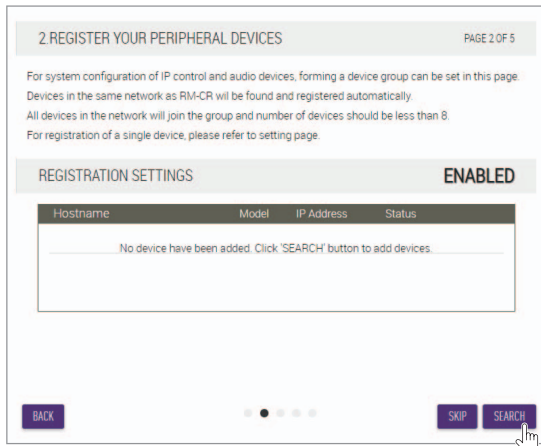 2.REGISTER YOUR PERIPHERAL DEVICES PAGE 2 OF 5
For system configuration of IP control and audio devices, forming a device group can be set in this page.
Devices in the same network as RM-CR wil be found and registered automatically.
All devices in the network will join the group and number of devices should be less than 8.
For registration of a single device, please refer to setting page.
REGISTRATION SETTINGS ENABLED
Hostname Model IP Address Status
No device have been added. Click 'SEARCH' button to add devices.
BACK SKIP SEARCH